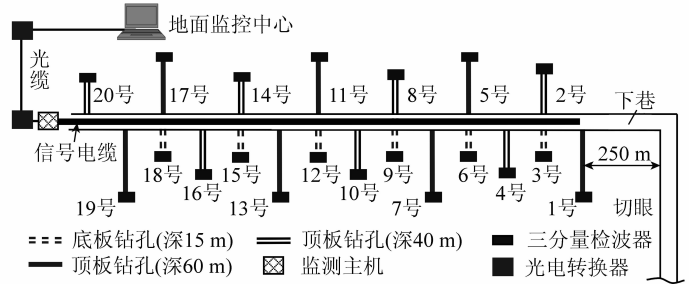 地面监控中心
光缆
20号 17号 14号 11号 8号 5号 2号
下巷
信号电缆
250 m
18号 15号 12号 9号 6号 3号
16号 10号 4号
19号 13号 7号 1号
切眼
底板钻孔(深15 m) 顶板钻孔(深40 m) 三分量检波器
顶板钻孔(深60 m) 监测主机 光电转换器